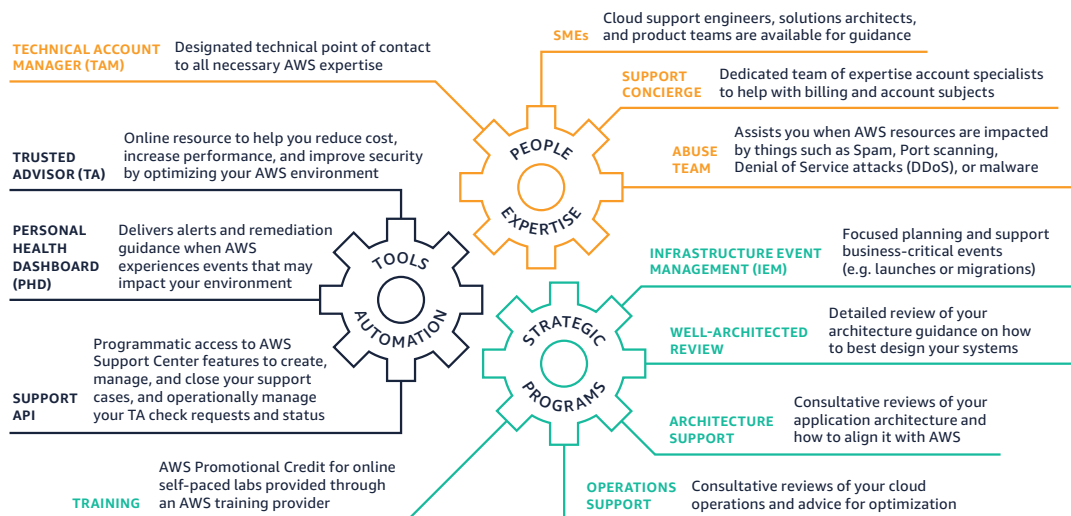 TECHNICAL ACCOUNT
MANAGER (TAM)
Designated technical point of contact
to all necessary AWS expertise
SMEs
Cloud support engineers, solutions architects,
and product teams are available for guidance
SUPPORT
CONCIERGE
Dedicated team of expertise account specialists
to help with billing and account subjects
ABUSE
TEAM
Assists you when AWS resources are impacted
by things such as Spam, Port scanning,
Denial of Service attacks (DDoS), or malware
PEOPLE
EXPERTISE
TRUSTED
ADVISOR (TA)
Online resource to help you reduce cost,
increase performance, and improve security
by optimizing your AWS environment
PERSONAL
HEALTH
DASHBOARD
(PHD)
Delivers alerts and remediation
guidance when AWS
experiences events that may
impact your environment
TOOLS
AUTOMATION
SUPPORT
API
Programmatic access to AWS
Support Center features to create,
manage, and close your support
cases, and operationally manage
your TA check requests and status
INFRASTRUCTURE EVENT
MANAGEMENT (IEM)
Focused planning and support
business-critical events
(e.g. launches or migrations)
STRATEGIC
PROGRAMS
WELL-ARCHITECTED
REVIEW
Detailed review of your
architecture guidance on how
to best design your systems
ARCHITECTURE
SUPPORT
Consultative reviews of your
application architecture and
how to align it with AWS
TRAINING
AWS Promotional Credit for online
self-paced labs provided through
an AWS training provider
OPERATIONS
SUPPORT
Consultative reviews of your cloud
operations and advice for optimization